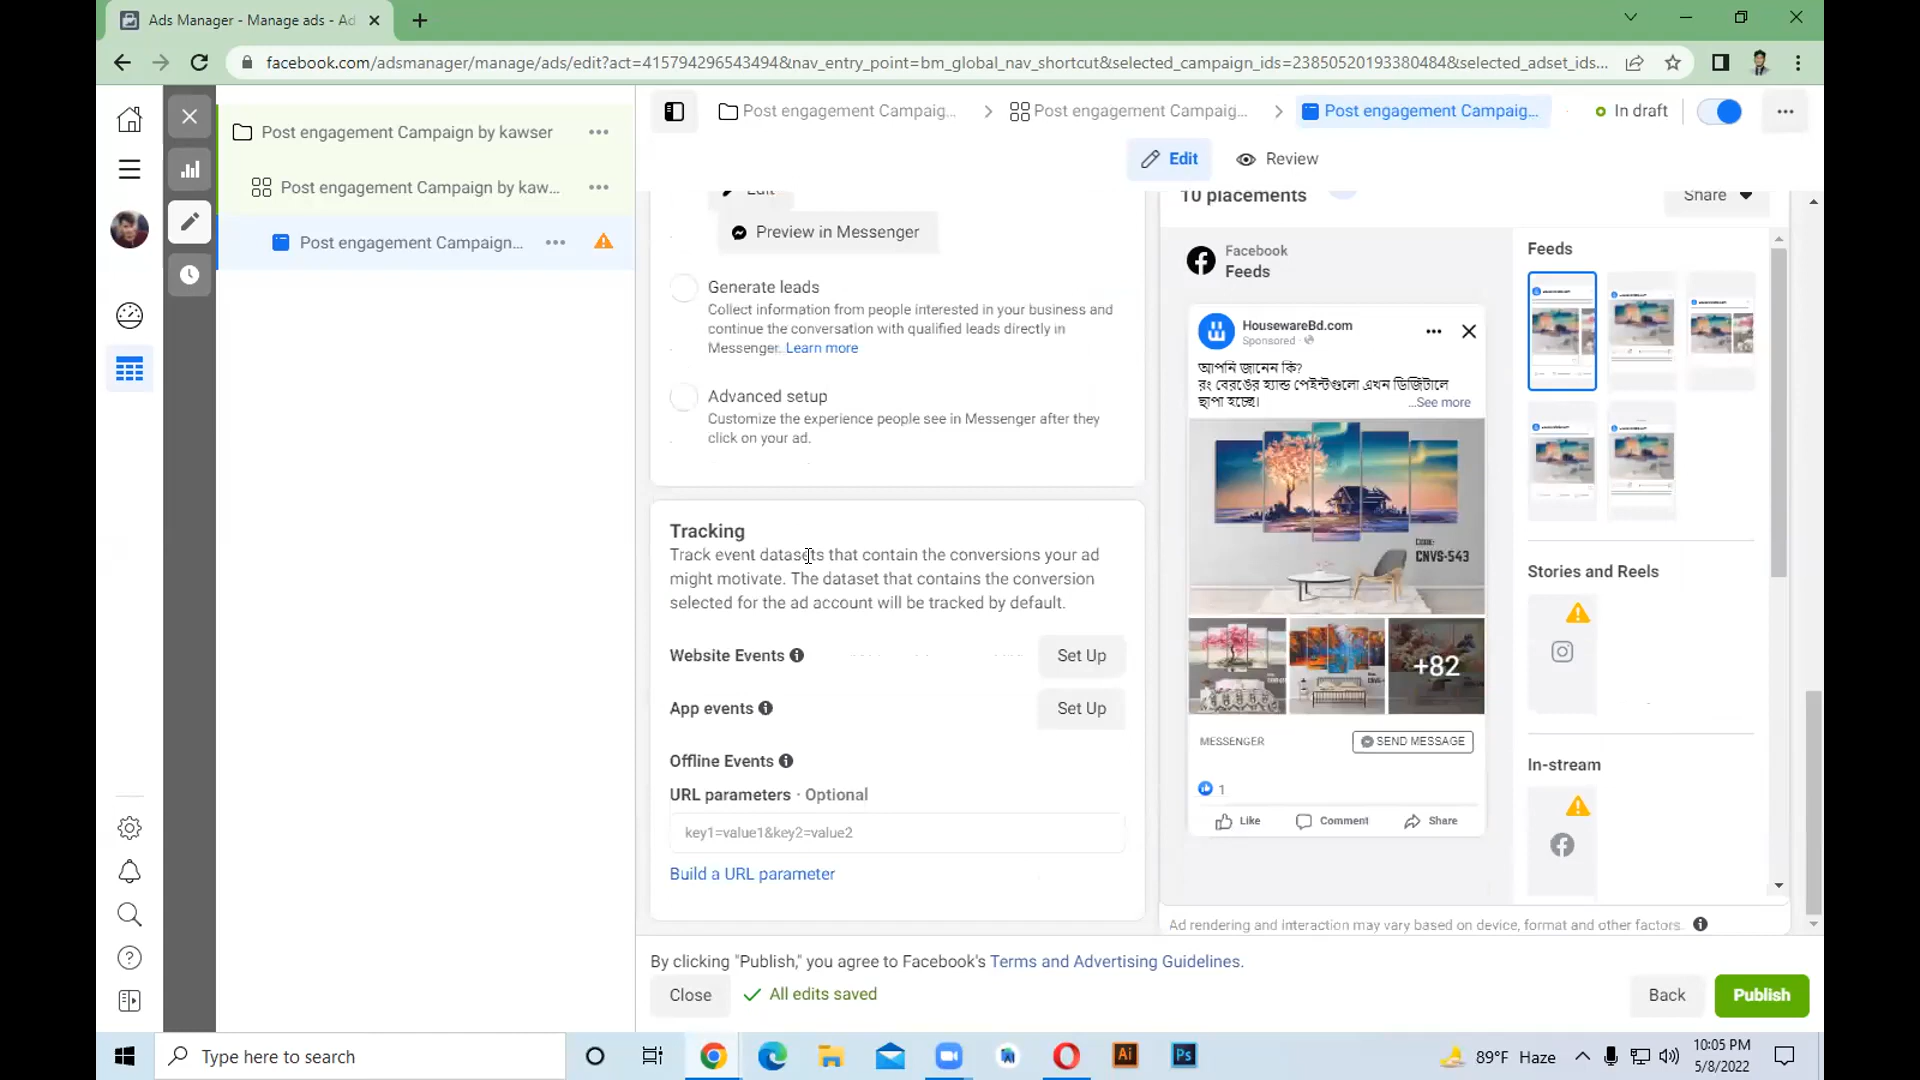 Ads Manager - Manage ads - Ad
facebook.com/adsmanager/manage/ads/edit?act=415794296543494&nav_entry_point=bm_global_nav_shortcut&selected_campaign_ids=23850520193380484&selected_adset_ids...
Post engagement Campaign by kawser
Post engagement Campaign by kaw...
Post engagement Campaign...
Post engagement Campaig...
Post engagement Campaig...
Post engagement Campaig...
In draft
Edit
Review
Edit
Preview in Messenger
Generate leads
Collect information from people interested in your business and
continue the conversation with qualified leads directly in
Messenger. Learn more
Advanced setup
Customize the experience people see in Messenger after they
click on your ad.
Tracking
Track event datasets that contain the conversions your ad
might motivate. The dataset that contains the conversion
selected for the ad account will be tracked by default.
Website Events
Set Up
App events
Set Up
Offline Events
URL parameters · Optional
key1=value1&key2=value2
Build a URL parameter
10 placements
Share
Facebook
Feeds
HousewareBd.com
Sponsored ·
আপনি জানেন কি?
রং বেরঙের হ্যান্ড পেইন্টগুলো এখন ডিজিটালে
ছাপা হচ্ছে।
...See more
CODE:
CNVS-543
+82
MESSENGER
SEND MESSAGE
1
Like
Comment
Share
Feeds
Stories and Reels
In-stream
Ad rendering and interaction may vary based on device, format and other factors.
By clicking "Publish," you agree to Facebook's Terms and Advertising Guidelines.
Close
All edits saved
Back
Publish
Type here to search
Ai
Ps
89°F Haze
10:05 PM
5/8/2022